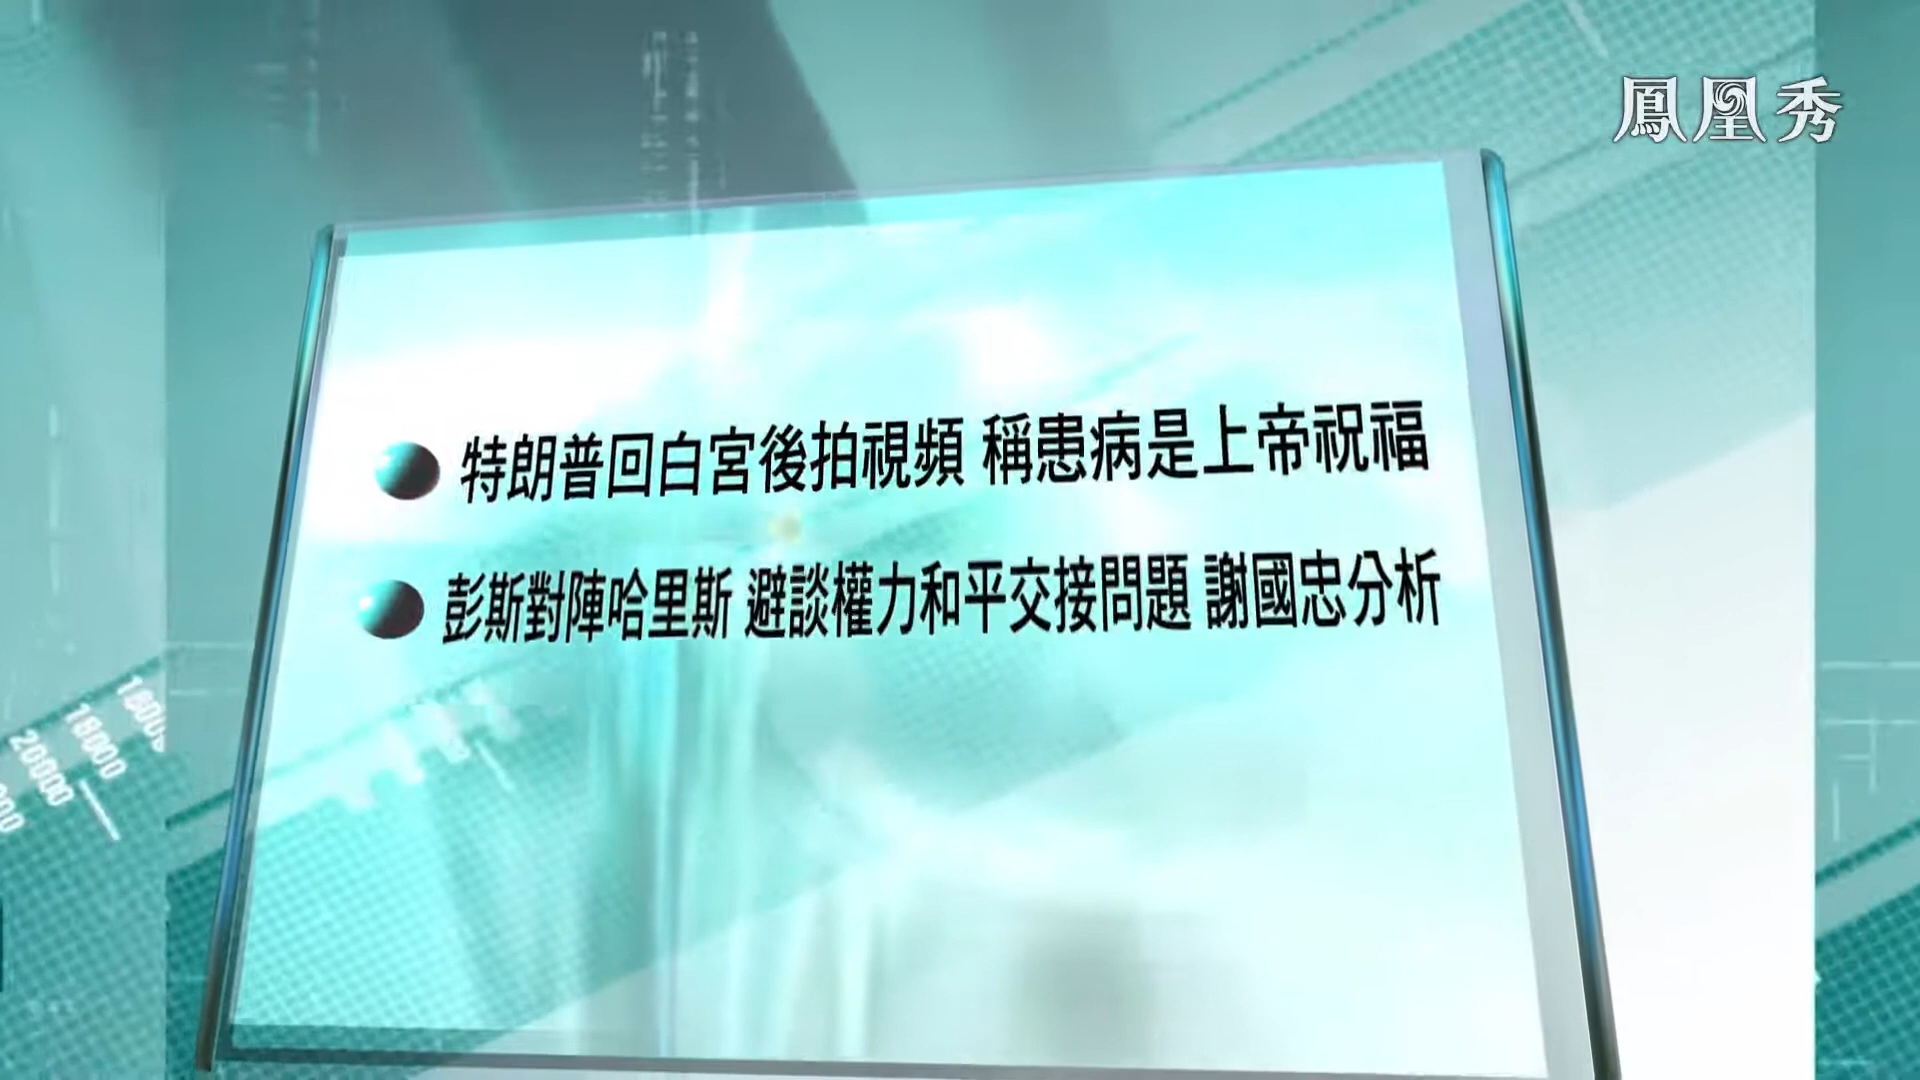 鳳凰秀
特朗普回白宮後拍視頻 稱患病是上帝祝福
彭斯對陣哈里斯 避談權力和平交接問題 謝國忠分析
18000
20000